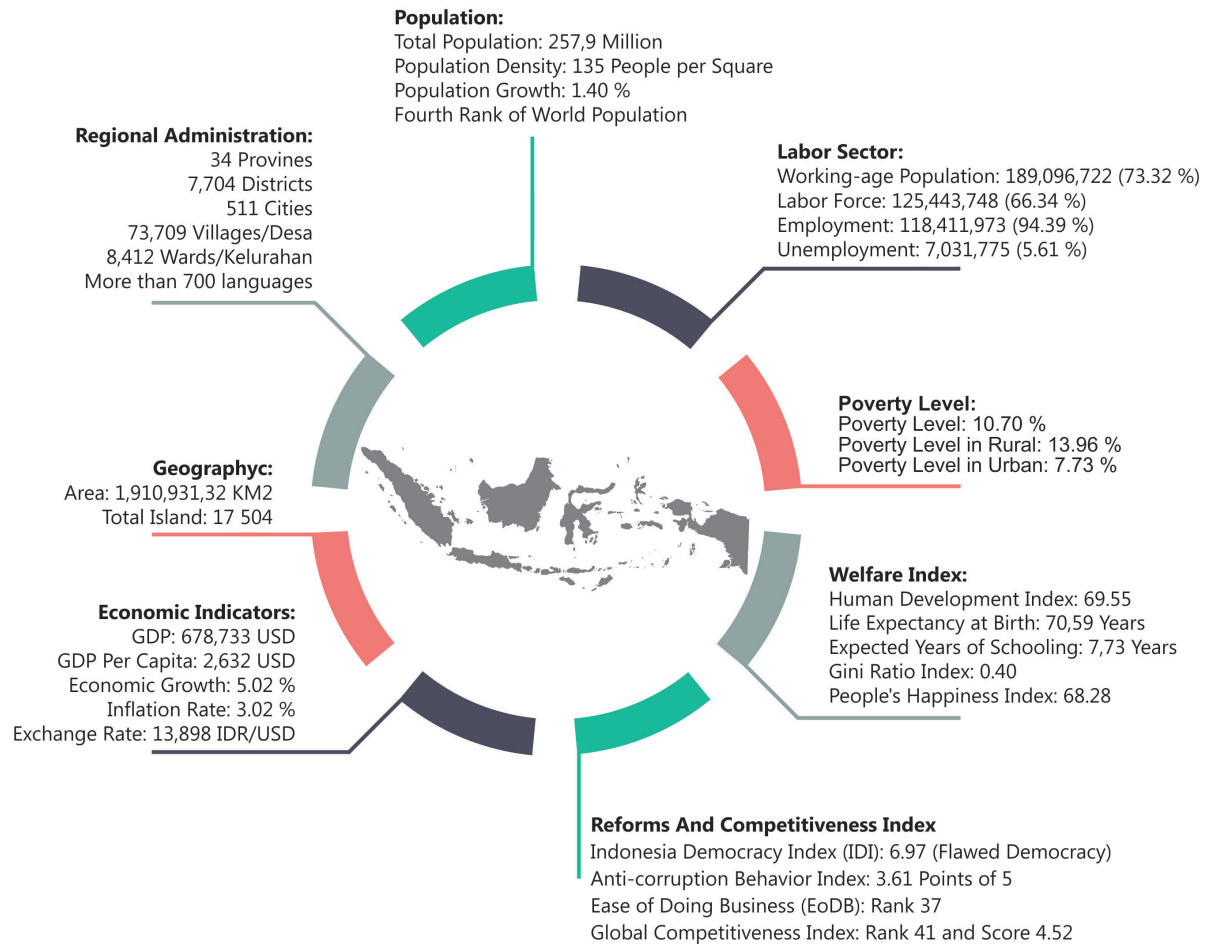 Population:
Total Population: 257,9 Million
Population Density: 135 People per Square
Population Growth: 1.40 %
Fourth Rank of World Population
Regional Administration:
34 Provines
7,704 Districts
511 Cities
73,709 Villages/Desa
8,412 Wards/Kelurahan
More than 700 languages
Labor Sector:
Working-age Population: 189,096,722 (73.32 %)
Labor Force: 125,443,748 (66.34 %)
Employment: 118,411,973 (94.39 %)
Unemployment: 7,031,775 (5.61 %)
Poverty Level:
Poverty Level: 10.70 %
Poverty Level in Rural: 13.96 %
Poverty Level in Urban: 7.73 %
Geographyc:
Area: 1,910,931,32 KM2
Total Island: 17 504
Welfare Index:
Human Development Index: 69.55
Life Expectancy at Birth: 70,59 Years
Expected Years of Schooling: 7,73 Years
Gini Ratio Index: 0.40
People's Happiness Index: 68.28
Economic Indicators:
GDP: 678,733 USD
GDP Per Capita: 2,632 USD
Economic Growth: 5.02 %
Inflation Rate: 3.02 %
Exchange Rate: 13,898 IDR/USD
Reforms And Competitiveness Index
Indonesia Democracy Index (IDI): 6.97 (Flawed Democracy)
Anti-corruption Behavior Index: 3.61 Points of 5
Ease of Doing Business (EoDB): Rank 37
Global Competitiveness Index: Rank 41 and Score 4.52